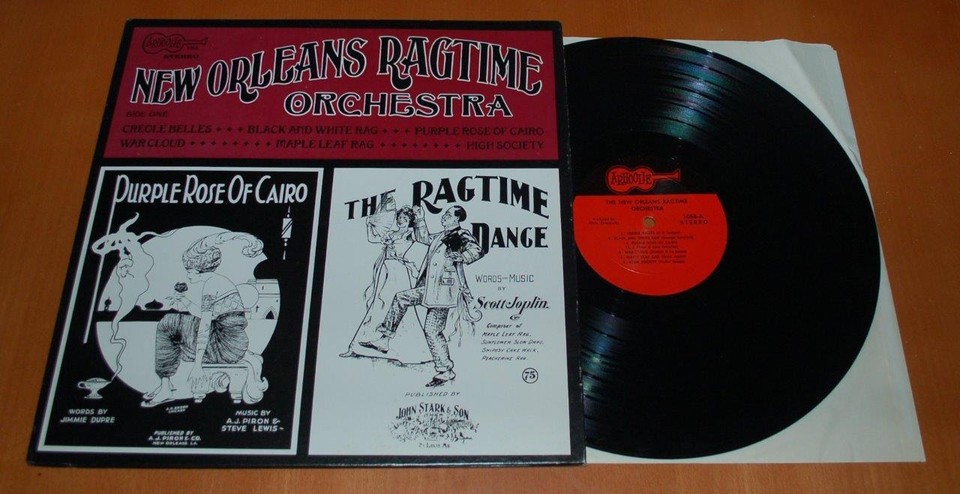 Arhoolie
STEREO
NEW ORLEANS RAGTIME
ORCHESTRA
SIDE ONE
CREOLE BELLES • • • BLACK AND WHITE RAG • • • PURPLE ROSE OF CAIRO
WAR CLOUD • • • • • • • • MAPLE LEAF RAG • • • • • • • • HIGH SOCIETY
PURPLE ROSE OF CAIRO
WORDS BY
JIMMIE DUPRE
MUSIC BY
A.J. PIRON &
STEVE LEWIS
PUBLISHED BY
A.J. PIRON & CO.
NEW ORLEANS, LA.
THE RAGTIME
DANCE
WORDS—MUSIC
BY
Scott Joplin.
Composer of
MAPLE LEAF RAG,
SUNFLOWER SLOW DRAG,
SWIPESY CAKE WALK,
PEACHERINE RAG
75
PUBLISHED BY
JOHN STARK & SON
St Louis Mo.
ARHOOLIE
THE NEW ORLEANS RAGTIME
ORCHESTRA
STEREO